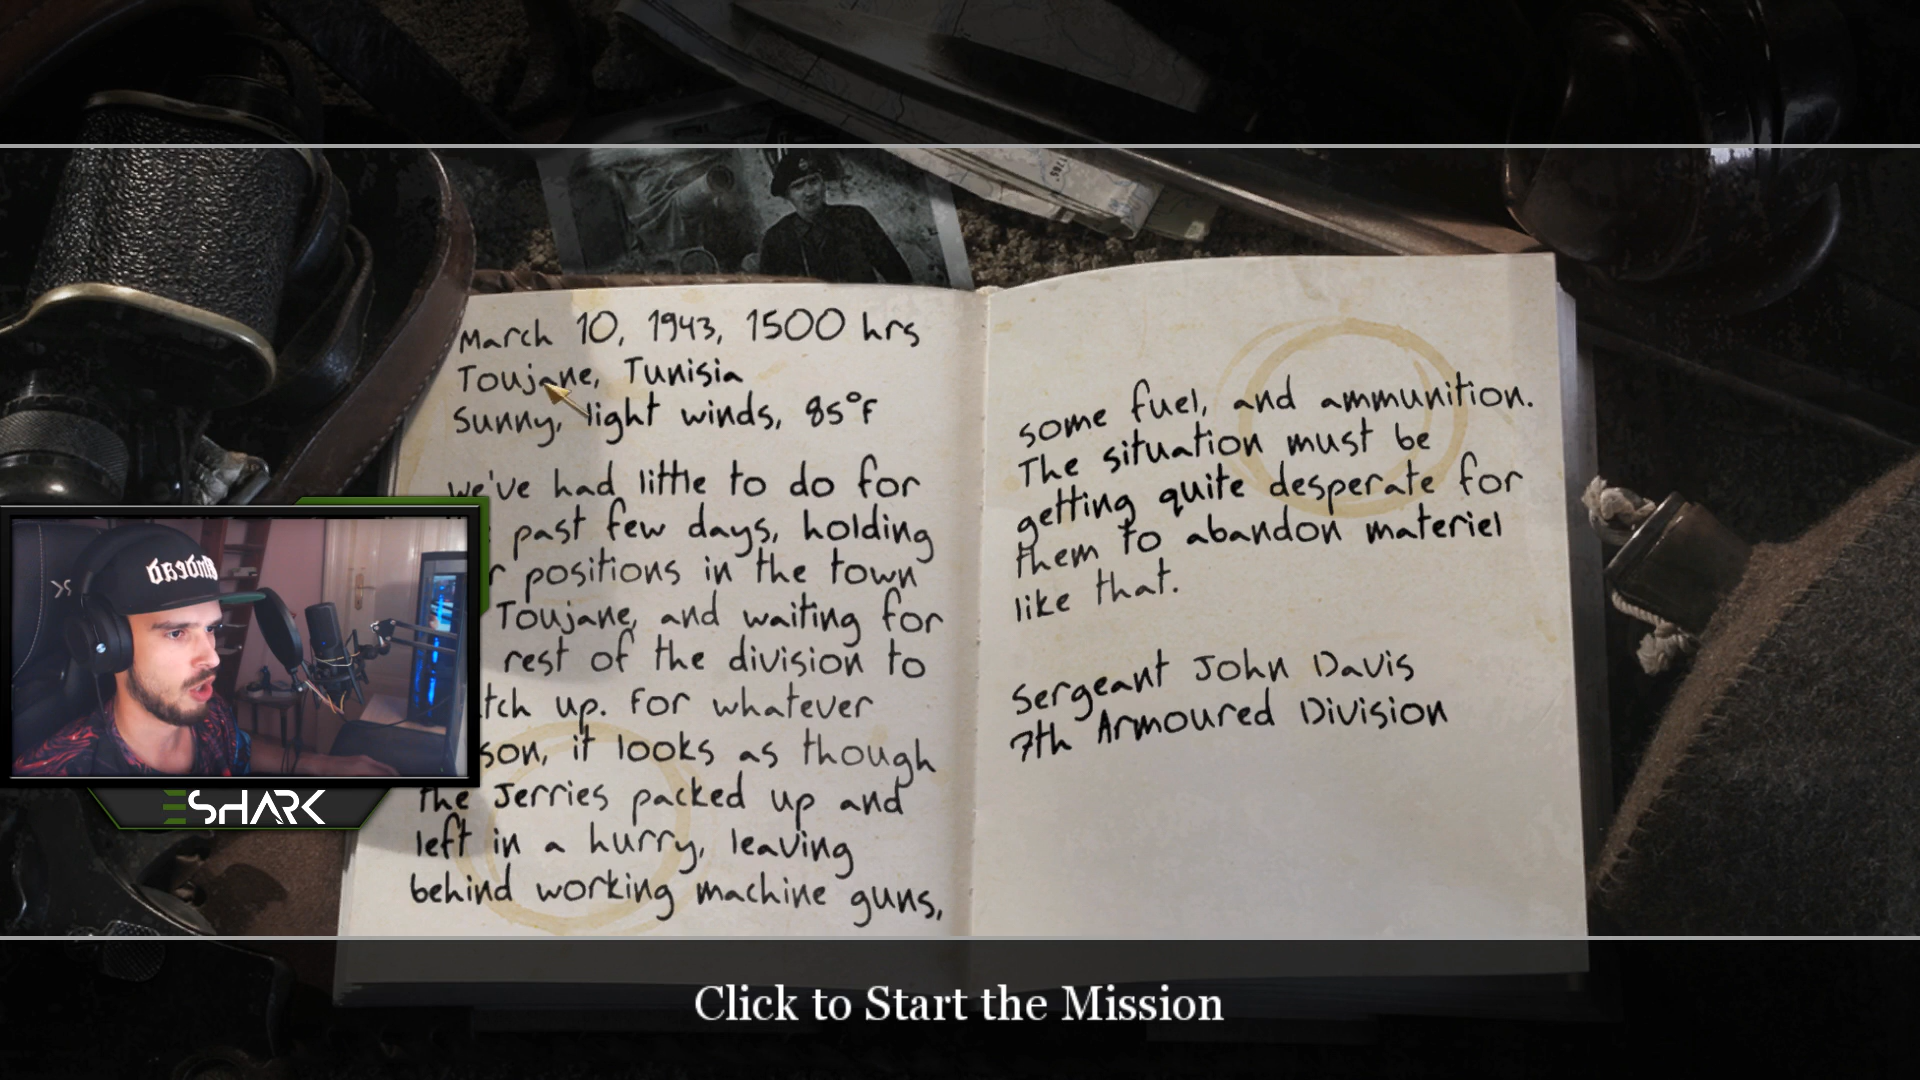 March 10, 1943, 1500 hrs
Toujane, Tunisia
Sunny, light winds, 85°F
we've had little to do for
past few days, holding
positions in the town
Toujane, and waiting for
rest of the division to
up. For whatever
it looks as though
the Jerries packed up and
left in a hurry, leaving
behind working machine guns,
some fuel, and ammunition.
The situation must be
getting quite desperate for
them to abandon materiel
like that.
Sergeant John Davis
7th Armoured Division
ESHARK
Click to Start the Mission